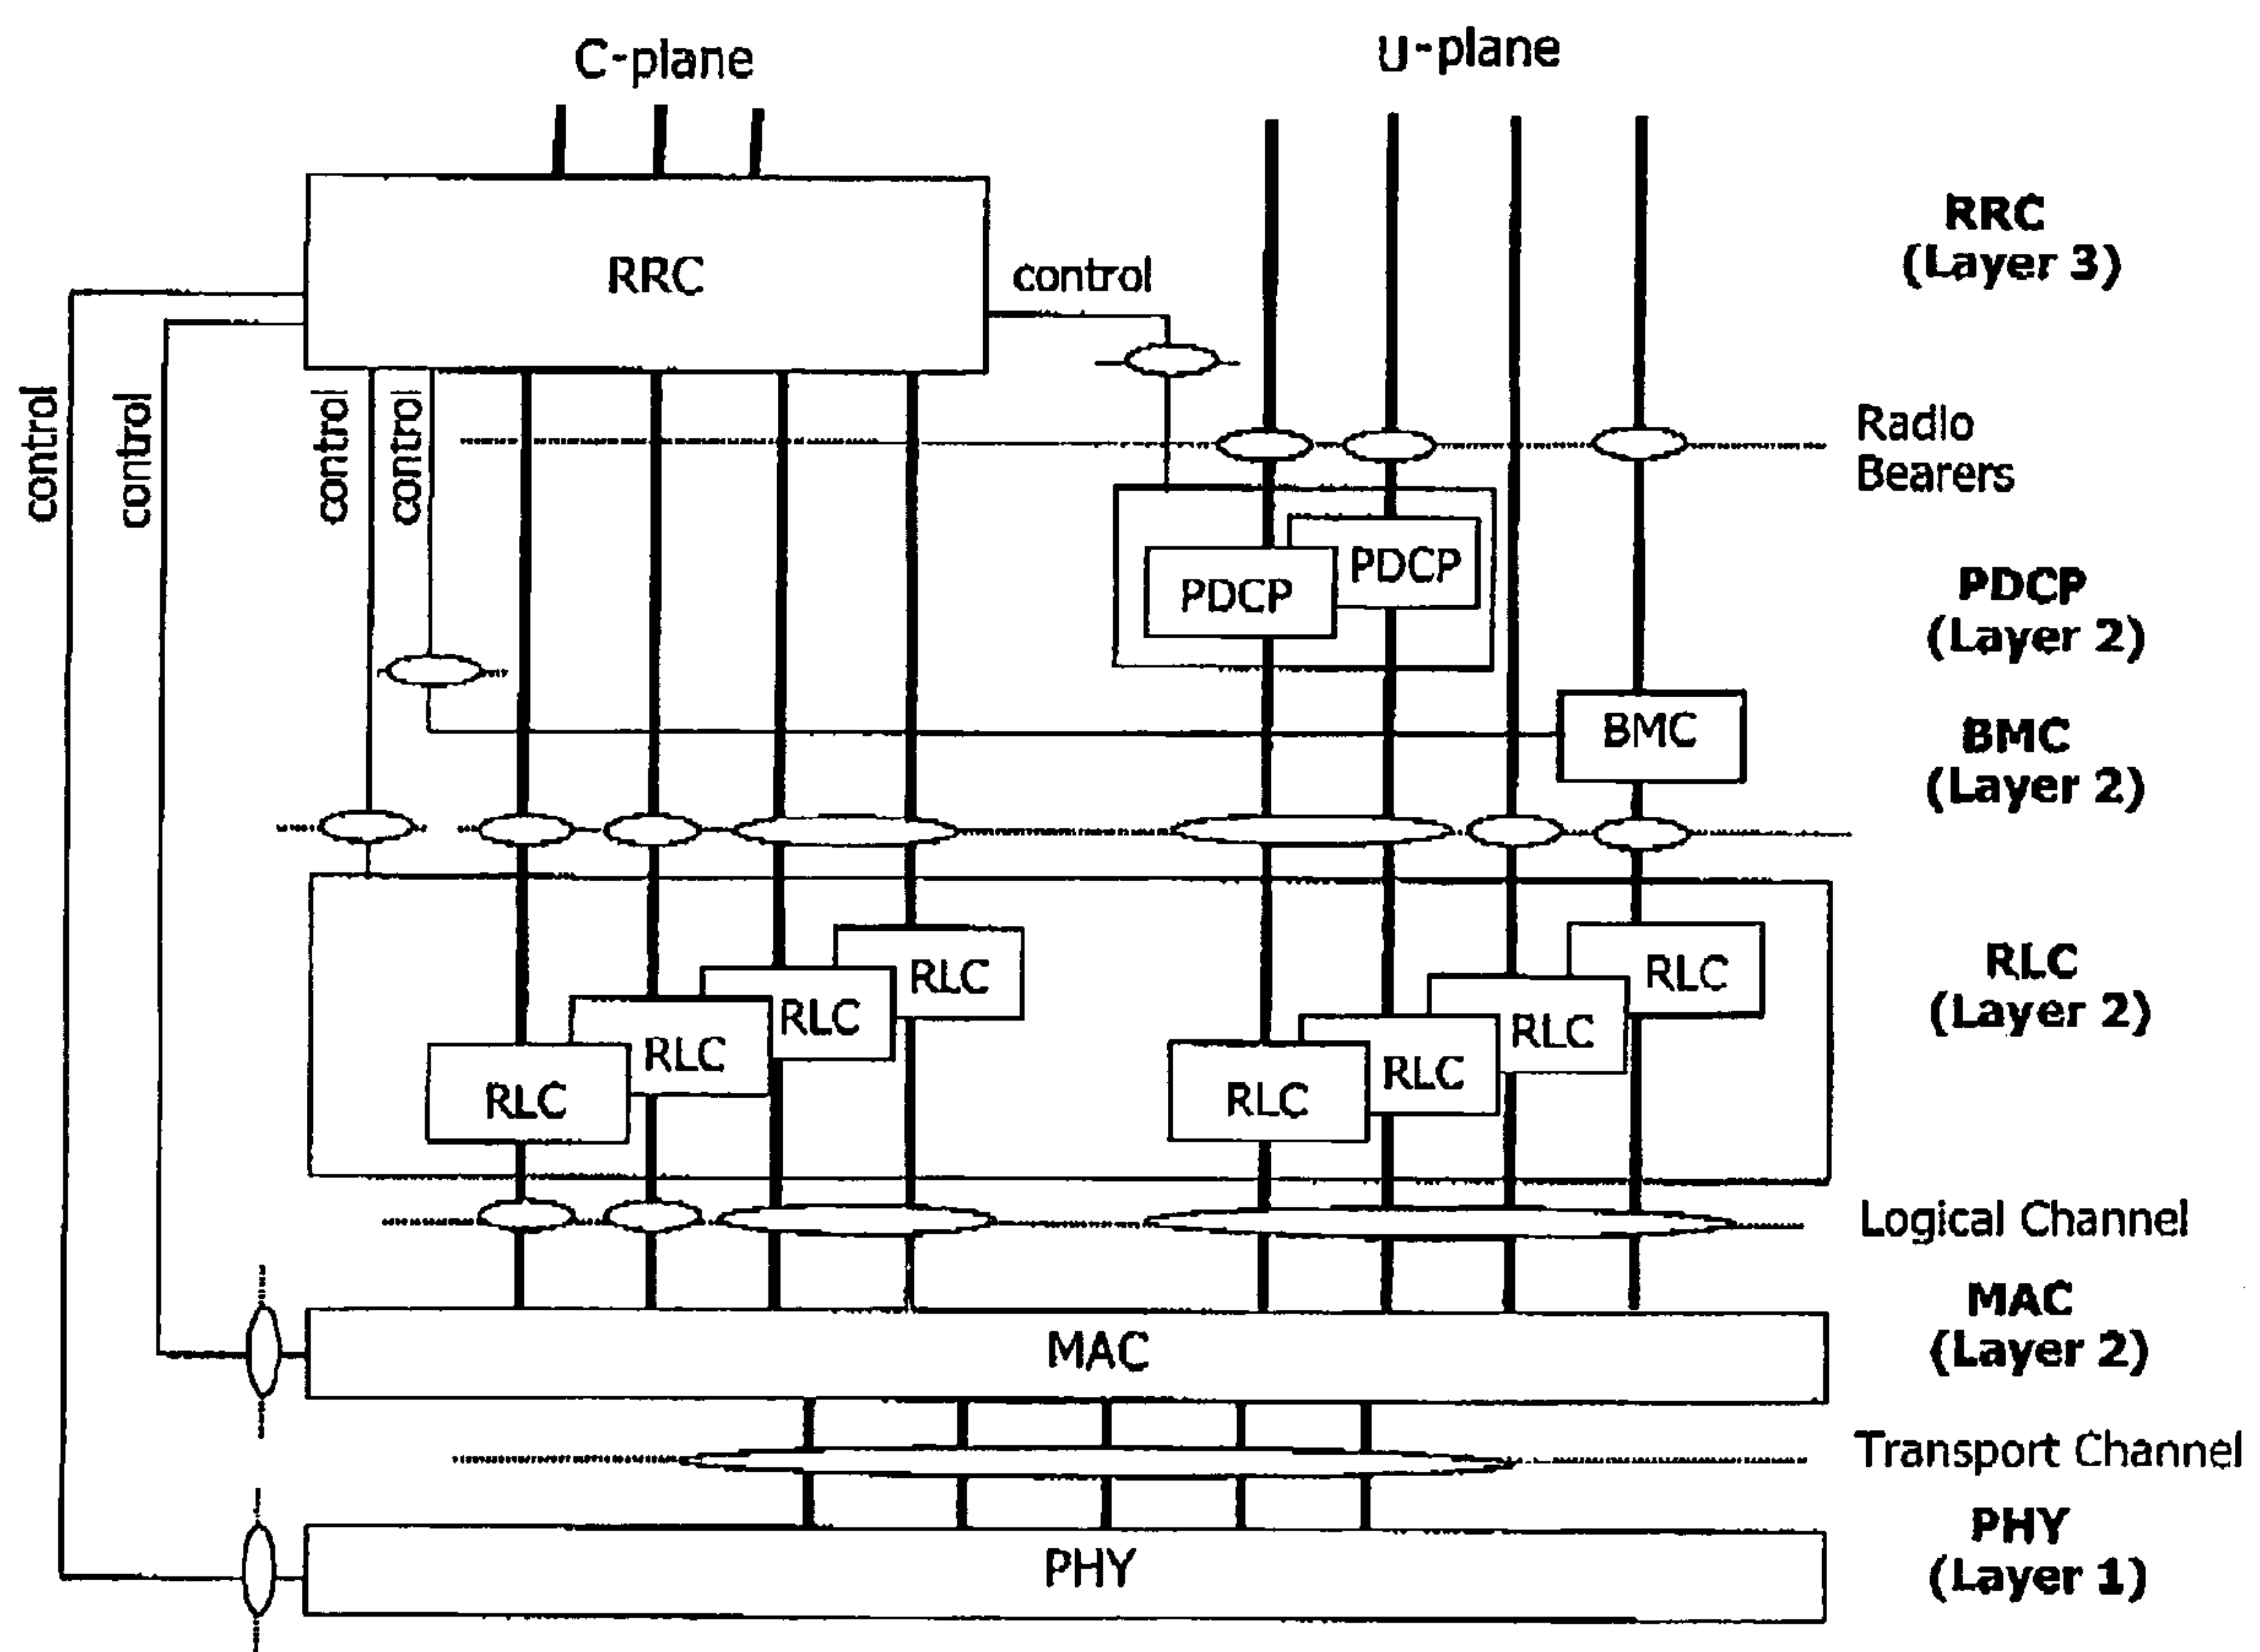 C-plane
U-plane
RRC
control
RRC
(Layer 3)
control
control
control
control
Radio
Bearers
PDCP
PDCP
PDCP
(Layer 2)
BMC
BMC
(Layer 2)
RLC
RLC
RLC
RLC
RLC
RLC
RLC
RLC
RLC
(Layer 2)
Logical Channel
MAC
MAC
(Layer 2)
Transport Channel
PHY
PHY
(Layer 1)